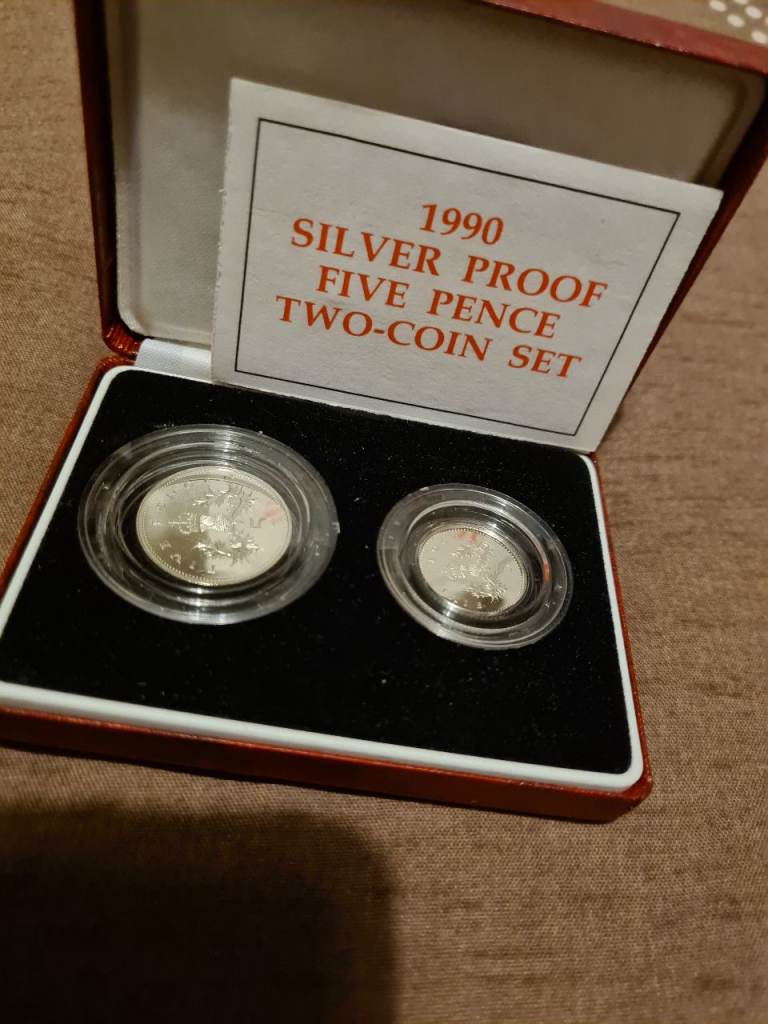 1990
SILVER PROOF
FIVE PENCE
TWO-COIN SET